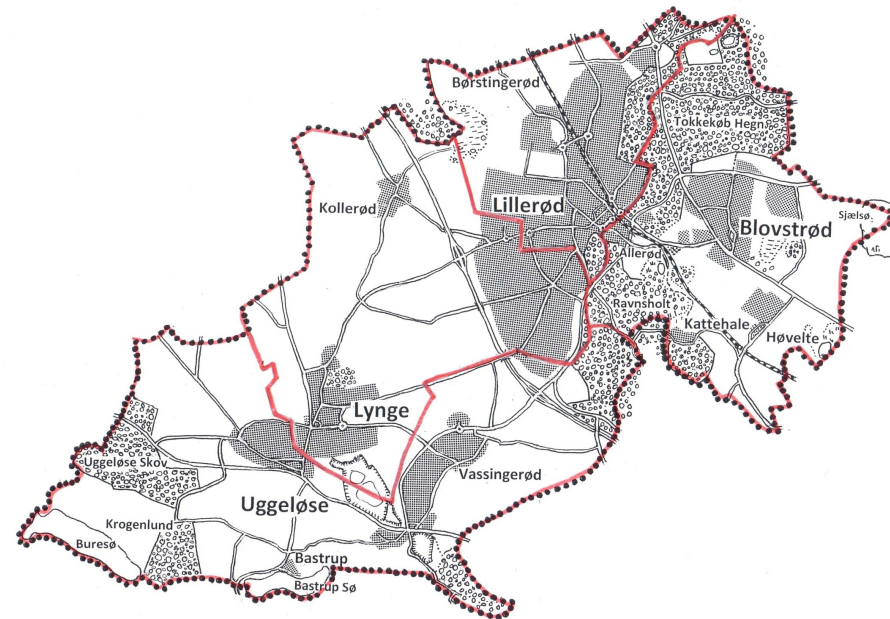 Børstingerød
Tokkekøb Hegn
Kollerød
Lillerød
Sjælsø
Blovstrød
Allerød
Ravnsholt
Kattehale
Høvelte
Lynge
Uggeløse Skov
Vassingerød
Uggeløse
Krogenlund
Buresø
Bastrup
Bastrup Sø